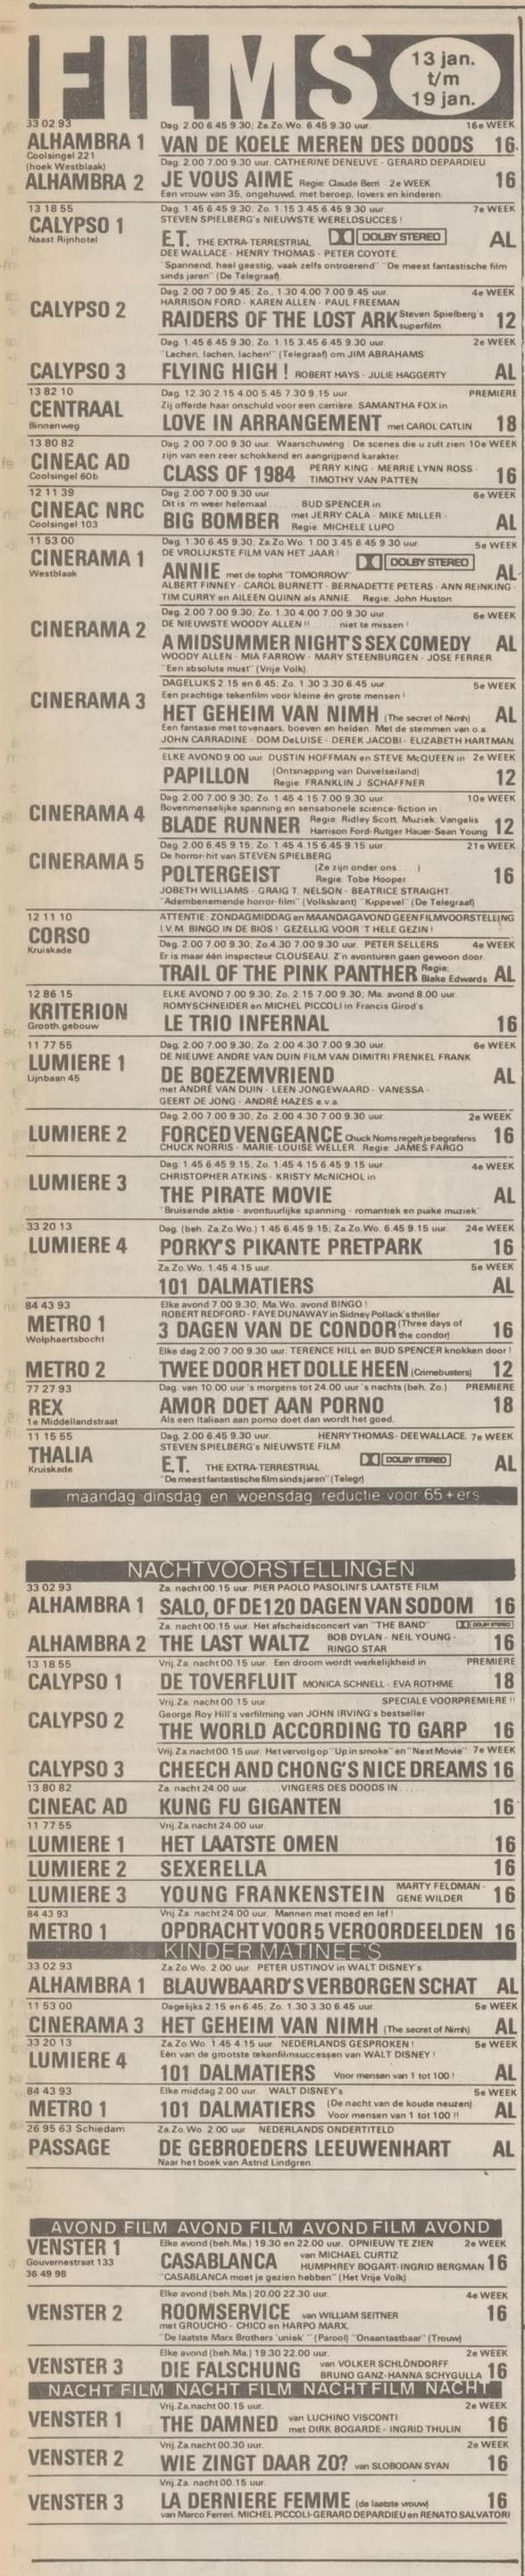 FILMS
13 jan.
t/m
19 jan.
33 02 93 Dag. 2.00 6.45 9.30; Za.Zo.Wo. 6.45 9.30 uur. 16e WEEK
ALHAMBRA 1 VAN DE KOELE MEREN DES DOODS 16
Coolsingel 221
(hoek Westblaak) Dag. 2.00 7.00 9.30 uur. CATHERINE DENEUVE - GERARD DEPARDIEU
ALHAMBRA 2 JE VOUS AIME Regie: Claude Berri 2e WEEK 16
Een vrouw van 35, ongehuwd, met beroep, lovers en kinderen.
13 18 55 Dag. 1.45 6.45 9.30; Zo. 1.15 3.45 6.45 9.30 uur. 7e WEEK
CALYPSO 1 STEVEN SPIELBERG's NIEUWSTE WERELDSUCCES!
Naast Rijnhotel E.T. THE EXTRA-TERRESTRIAL DOLBY STEREO AL
DEE WALLACE - HENRY THOMAS - PETER COYOTE.
"Spannend, heel geestig, vaak zelfs ontroerend" "De meest fantastische film
sinds jaren" (De Telegraaf).
Dag. 2.00 7.00 9.45; Zo. 1.30 4.00 7.00 9.45 uur. 4e WEEK
CALYPSO 2 HARRISON FORD - KAREN ALLEN - PAUL FREEMAN
RAIDERS OF THE LOST ARK Steven Spielberg's superfilm 12
Dag. 1.45 6.45 9.30; Zo. 1.15 3.45 6.45 9.30 uur. 2e WEEK
"Lachen, lachen, lachen!" (Telegraaf) om JIM ABRAHAMS'
CALYPSO 3 FLYING HIGH! ROBERT HAYS - JULIE HAGGERTY AL
13 82 10 Dag. 12.30 2.15 4.00 5.45 7.30 9.15 uur. PREMIERE
CENTRAAL Zij offerde haar onschuld voor een carrière. SAMANTHA FOX in
Binnenweg LOVE IN ARRANGEMENT met CAROL CATLIN 18
13 80 82 Dag. 2.00 7.00 9.30 uur. Waarschuwing: De scenes die u zult zien 10e WEEK
CINEAC AD zijn van een zeer schokkend en aangrijpend karakter.
Coolsingel 60b CLASS OF 1984 PERRY KING - MERRIE LYNN ROSS - TIMOTHY VAN PATTEN 16
12 11 39 Dag. 2.00 7.00 9.30 uur. 6e WEEK
CINEAC NRC Dit is 'm weer helemaal... BUD SPENCER in
Coolsingel 103 BIG BOMBER met JERRY CALA - MIKE MILLER - Regie: MICHELE LUPO AL
11 53 00 Dag. 1.30 6.45 9.30; Za.Zo.Wo. 1.00 3.45 6.45 9.30 uur. 5e WEEK
CINERAMA 1 DE VROLIJKSTE FILM VAN HET JAAR! DOLBY STEREO
Westblaak ANNIE met de tophit "TOMORROW" AL
ALBERT FINNEY - CAROL BURNETT - BERNADETTE PETERS - ANN REINKING -
TIM CURRY en AILEEN QUINN als ANNIE. Regie: John Huston.
Dag. 2.00 7.00 9.30; Zo. 1.30 4.00 7.00 9.30 uur. 6e WEEK
CINERAMA 2 DE NIEUWSTE WOODY ALLEN!! ... niet te missen!
A MIDSUMMER NIGHT'S SEX COMEDY AL
WOODY ALLEN - MIA FARROW - MARY STEENBURGEN - JOSE FERRER
"Een absolute must" (Vrije Volk).
DAGELIJKS 2.15 en 6.45; Zo. 1.30 3.30 6.45 uur. 5e WEEK
CINERAMA 3 Een prachtige tekenfilm voor kleine én grote mensen!
HET GEHEIM VAN NIMH (The secret of Nimh) AL
Een fantasie met tovenaars, boeven en helden. Met de stemmen van o.a.
JOHN CARRADINE - DOM DeLUISE - DEREK JACOBI - ELIZABETH HARTMAN.
ELKE AVOND 9.00 uur. DUSTIN HOFFMAN en STEVE McQUEEN in 2e WEEK
PAPILLON (Ontsnapping van Duivelseiland) Regie: FRANKLIN J. SCHAFFNER 12
Dag. 2.00 7.00 9.30; Zo. 1.45 4.15 7.00 9.30 uur. 10e WEEK
CINERAMA 4 Bovenmenselijke spanning en sensationele science-fiction in:
BLADE RUNNER Regie: Ridley Scott. Muziek: Vangelis Harrison Ford-Rutger Hauer-Sean Young 12
Dag. 2.00 6.45 9.15; Zo. 1.45 4.15 6.45 9.15 uur. 21e WEEK
CINERAMA 5 De horror-hit van STEVEN SPIELBERG
POLTERGEIST (Ze zijn onder ons...) Regie: Tobe Hooper 16
JOBETH WILLIAMS - GRAIG T. NELSON - BEATRICE STRAIGHT.
"Adembenemende horror-film" (Volkskrant) "Kippevel" (De Telegraaf)
12 11 10 ATTENTIE: ZONDAGMIDDAG en MAANDAGAVOND GEEN FILMVOORSTELLING
CORSO I.V.M. BINGO IN DE BIOS! GEZELLIG VOOR 'T HELE GEZIN!
Kruiskade Dag. 2.00 7.00 9.30; Zo. 4.30 7.00 9.30 uur. PETER SELLERS 4e WEEK
Er is maar één inspecteur CLOUSEAU. Z'n avonturen gaan gewoon door.
TRAIL OF THE PINK PANTHER Regie: Blake Edwards AL
12 86 15 ELKE AVOND 7.00 9.30; Zo. 2.15 7.00 9.30; Ma. avond 8.00 uur.
KRITERION ROMY SCHNEIDER en MICHEL PICCOLI in Francis Girod's
Grooth.gebouw LE TRIO INFERNAL 16
11 77 55 Dag. 2.00 7.00 9.30; Zo. 2.00 4.30 7.00 9.30 uur. 6e WEEK
LUMIERE 1 DE NIEUWE ANDRE VAN DUIN FILM VAN DIMITRI FRENKEL FRANK
Lijnbaan 45 DE BOEZEMVRIEND AL
met ANDRÉ VAN DUIN - LEEN JONGEWAARD - VANESSA -
GEERT DE JONG - ANDRÉ HAZES e.v.a.
Dag. 2.00 7.00 9.30; Zo. 2.00 4.30 7.00 9.30 uur. 2e WEEK
LUMIERE 2 FORCED VENGEANCE Chuck Norris regelt je begrafenis 16
CHUCK NORRIS - MARIE-LOUISE WELLER. Regie: JAMES FARGO
Dag. 1.45 6.45 9.15; Zo. 1.45 4.15 6.45 9.15 uur. 4e WEEK
LUMIERE 3 CHRISTOPHER ATKINS - KRISTY McNICHOL in
THE PIRATE MOVIE AL
"Bruisende aktie - avontuurlijke spanning - romantiek en puike muziek"
33 20 13 Dag. (beh. Za.Zo.Wo.) 1.45 6.45 9.15; Za.Zo.Wo. 6.45 9.15 uur. 24e WEEK
LUMIERE 4 PORKY'S PIKANTE PRETPARK 16
Za.Zo.Wo. 1.45 4.15 uur. 5e WEEK
101 DALMATIERS AL
84 43 93 Elke avond 7.00 9.30; Ma.Wo. avond BINGO!
METRO 1 ROBERT REDFORD - FAYE DUNAWAY in Sidney Pollack's thriller
Wolphaertsbocht 3 DAGEN VAN DE CONDOR (Three days of the condor) 16
Elke dag 2.00 7.00 9.30 uur. TERENCE HILL en BUD SPENCER knokken door!
METRO 2 TWEE DOOR HET DOLLE HEEN (Crimebusters) 12
77 27 93 Dag. van 10.00 uur 's morgens tot 24.00 uur 's nachts (beh. Zo.) PREMIERE
REX AMOR DOET AAN PORNO 18
1e Middellandstraat Als een Italiaan aan porno doet dan wordt het goed.
11 15 55 Dag. 2.00 6.45 9.30 uur. HENRY THOMAS - DEE WALLACE. 7e WEEK
THALIA STEVEN SPIELBERG's NIEUWSTE FILM
Kruiskade E.T. THE EXTRA-TERRESTRIAL DOLBY STEREO AL
"De meest fantastische film sinds jaren" (Telegr)
maandag dinsdag en woensdag reductie voor 65+ers
NACHTVOORSTELLINGEN
33 02 93 Za. nacht 00.15 uur. PIER PAOLO PASOLINI'S LAATSTE FILM
ALHAMBRA 1 SALO, OF DE 120 DAGEN VAN SODOM 16
Za. nacht 00.15 uur. Het afscheidsconcert van "THE BAND" DOLBY STEREO
ALHAMBRA 2 THE LAST WALTZ BOB DYLAN - NEIL YOUNG - RINGO STAR 16
13 18 55 Vrij.Za. nacht 00.15 uur. Een droom wordt werkelijkheid in PREMIERE
CALYPSO 1 DE TOVERFLUIT MONICA SCHNELL - EVA ROTHME 18
Vrij.Za. nacht 00.15 uur. SPECIALE VOORPREMIERE!!
CALYPSO 2 George Roy Hill's verfilming van JOHN IRVING's bestseller
THE WORLD ACCORDING TO GARP 16
Vrij.Za.nacht 00.15 uur. Het vervolg op "Up in smoke" en "Next Movie" 7e WEEK
CALYPSO 3 CHEECH AND CHONG'S NICE DREAMS 16
13 80 82 Za. nacht 24.00 uur. ....VINGERS DES DOODS IN....
CINEAC AD KUNG FU GIGANTEN 16
11 77 55 Vrij.Za.nacht 24.00 uur.
LUMIERE 1 HET LAATSTE OMEN 16
LUMIERE 2 SEXERELLA 16
LUMIERE 3 YOUNG FRANKENSTEIN MARTY FELDMAN - GENE WILDER 16
84 43 93 Vrij.Za. nacht 24.00 uur. Mannen met moed en lef!
METRO 1 OPDRACHT VOOR 5 VEROORDEELDEN 16
KINDER MATINEE'S
33 02 93 Za.Zo.Wo. 2.00 uur. PETER USTINOV in WALT DISNEY's
ALHAMBRA 1 BLAUWBAARD'S VERBORGEN SCHAT AL
11 53 00 Dagelijks 2.15 en 6.45; Zo. 1.30 3.30 6.45 uur. 5e WEEK
CINERAMA 3 HET GEHEIM VAN NIMH (The secret of Nimh) AL
33 20 13 Za.Zo.Wo. 1.45 4.15 uur. NEDERLANDS GESPROKEN! 5e WEEK
LUMIERE 4 Eén van de grootste tekenfilmsuccessen van WALT DISNEY!
101 DALMATIERS Voor mensen van 1 tot 100! AL
84 43 93 Elke middag 2.00 uur. WALT DISNEY's 5e WEEK
METRO 1 101 DALMATIERS (De nacht van de koude neuzen) Voor mensen van 1 tot 100!! AL
26 95 63 Schiedam Za.Zo.Wo. 2.00 uur. NEDERLANDS ONDERTITELD
PASSAGE DE GEBROEDERS LEEUWENHART AL
Naar het boek van Astrid Lindgren.
AVOND FILM AVOND FILM AVOND FILM AVOND
VENSTER 1 Elke avond (beh.Ma.) 19.30 en 22.00 uur. OPNIEUW TE ZIEN 2e WEEK
Gouvernestraat 133 CASABLANCA van MICHAEL CURTIZ HUMPHREY BOGART-INGRID BERGMAN 16
36 49 98 "CASABLANCA moet je gezien hebben" (Het Vrije Volk)
Elke avond (beh.Ma.) 20.00 22.30 uur. 4e WEEK
VENSTER 2 ROOMSERVICE van WILLIAM SEITNER 16
met GROUCHO - CHICO en HARPO MARX.
"De laatste Marx Brothers 'uniek'" (Parool) "Onaantastbaar" (Trouw)
Elke avond (beh.Ma.) 19.30 22.00 uur. 2e WEEK
VENSTER 3 DIE FALSCHUNG van VOLKER SCHLÖNDORFF BRUNO GANZ-HANNA SCHYGULLA 16
NACHT FILM NACHT FILM NACHT FILM NACHT
Vrij.Za.nacht 00.15 uur. 2e WEEK
VENSTER 1 THE DAMNED van LUCHINO VISCONTI met DIRK BOGARDE - INGRID THULIN 16
Vrij.Za.nacht 00.30 uur. 2e WEEK
VENSTER 2 WIE ZINGT DAAR ZO? van SLOBODAN SYAN 16
Vrij.Za. nacht 00.15 uur.
VENSTER 3 LA DERNIERE FEMME (de laatste vrouw) 16
van Marco Ferreri. MICHEL PICCOLI-GERARD DEPARDIEU en RENATO SALVATORI